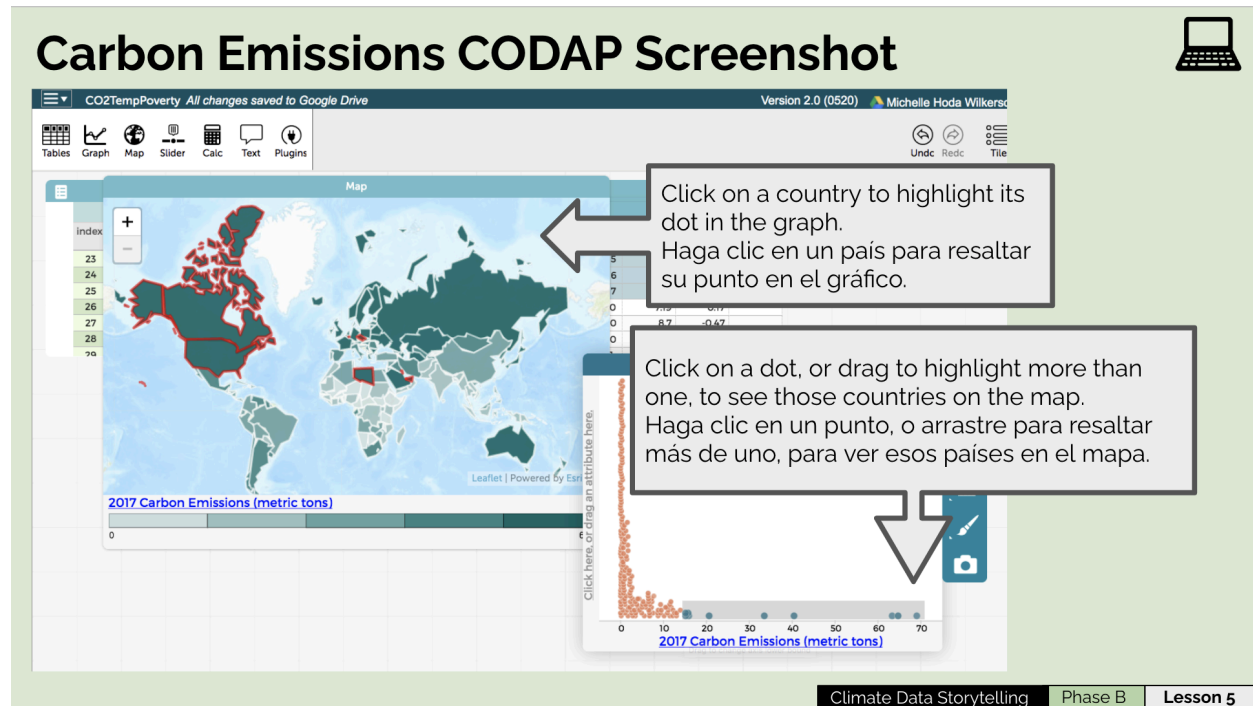 Carbon Emissions CODAP Screenshot
CO2TempPoverty All changes saved to Google Drive
Version 2.0 (0520)
Michelle Hoda
Tables
Graph
Map
Slider
Calc
Text
Plugins
Undo
Redo
Tile
Map
index
+
−
23
24
25
26
27
28
29
8.7 -0.47
Click on a country to highlight its
dot in the graph.
Haga clic en un país para resaltar
su punto en el gráfico.
Click on a dot, or drag to highlight more than
one, to see those countries on the map.
Haga clic en un punto, o arrastre para resaltar
más de uno, para ver esos países en el mapa.
Leaflet | Powered by Esri
2017 Carbon Emissions (metric tons)
0
Click here, or drag an attribute here.
0 10 20 30 40 50 60 70
2017 Carbon Emissions (metric tons)
Climate Data Storytelling
Phase B
Lesson 5